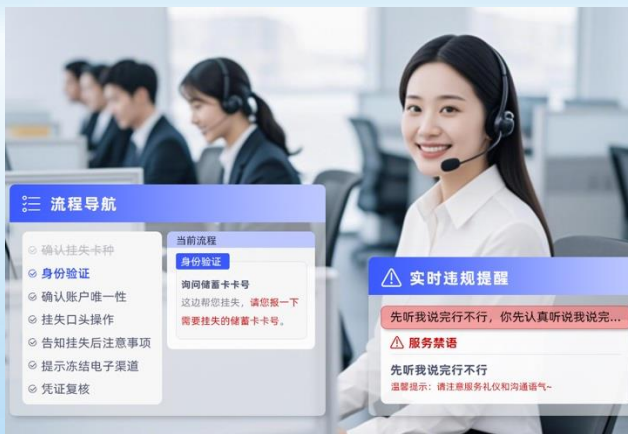 流程导航
确认挂失卡种
身份验证
确认账户唯一性
挂失口头操作
告知挂失后注意事项
提示冻结电子渠道
凭证复核
当前流程
身份验证
询问储蓄卡卡号
这边帮您挂失，请您报一下
需要挂失的储蓄卡卡号。
实时违规提醒
先听我说完行不行，你先认真听说我说完...
服务禁语
先听我说完行不行
温馨提示：请注意服务礼仪和沟通语气~